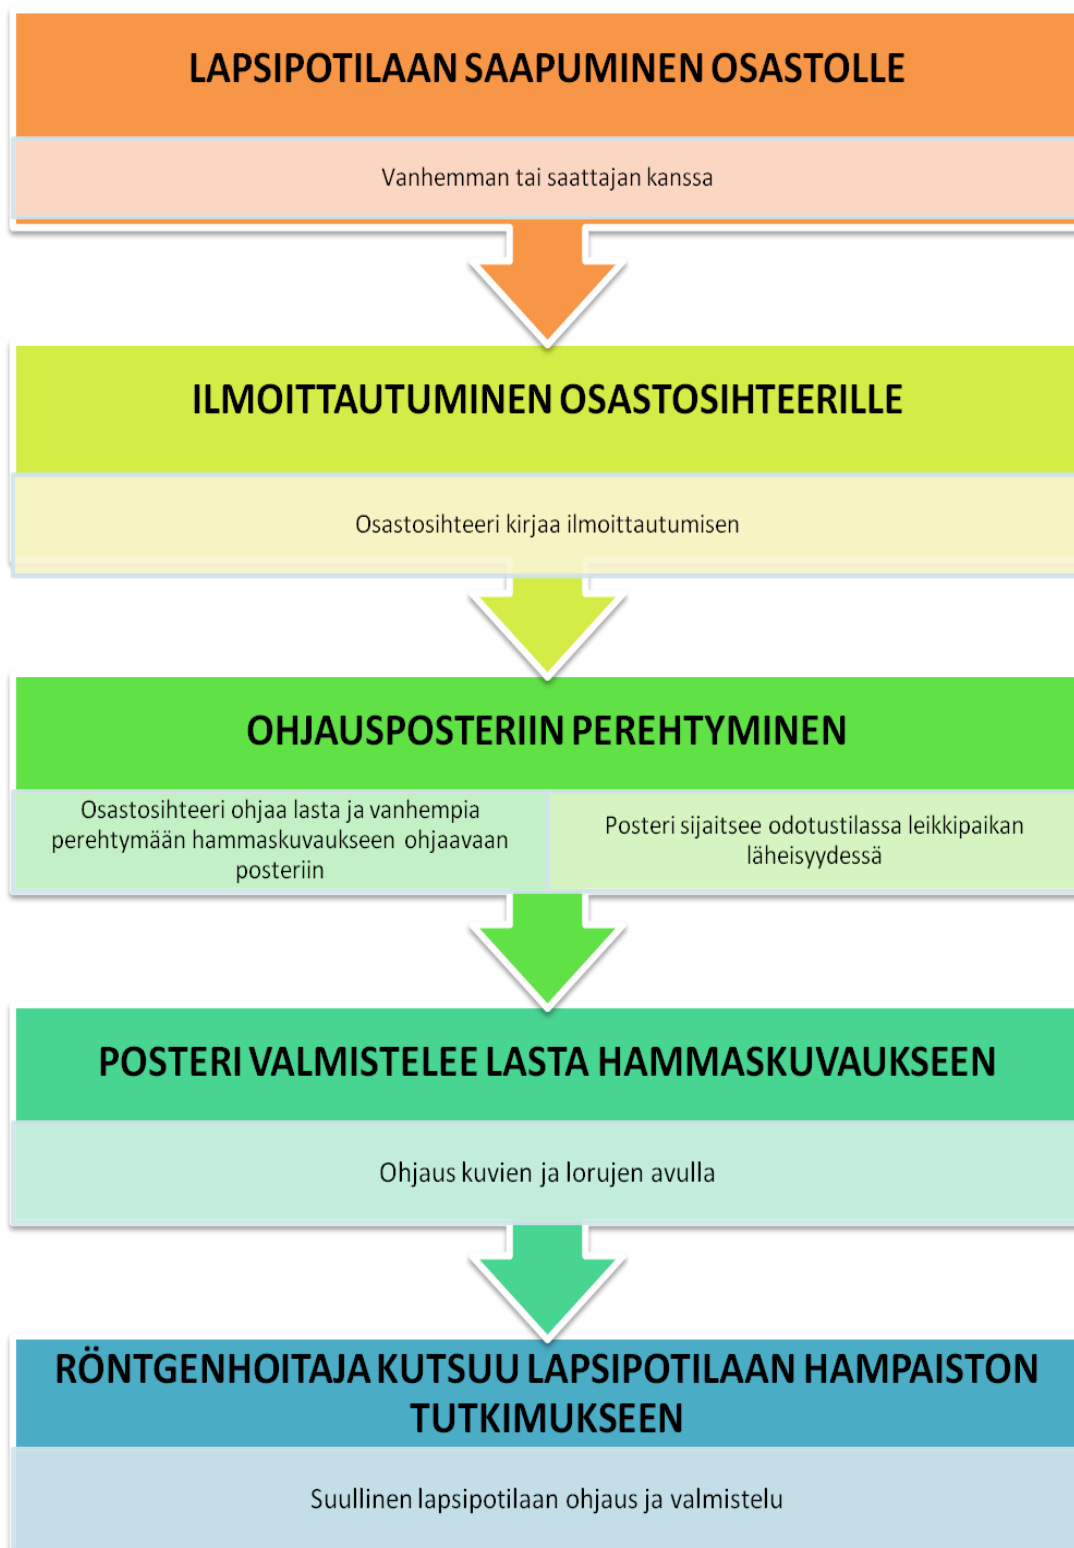 LAPSIPOTILAAN SAAPUMINEN OSASTOLLE
Vanhemman tai saattajan kanssa
ILMOITTAUTUMINEN OSASTOSIHTEERILLE
Osastosihteeri kirjaa ilmoittautumisen
OHJAUSPOSTERIIN PEREHTYMINEN
Osastosihteeri ohjaa lasta ja vanhempia
perehtymään hammaskuvaukseen ohjaavaan
posteriin
Posteri sijaitsee odotustilassa leikkipaikan
läheisyydessä
POSTERI VALMISTELEE LASTA HAMMASKUVAUKSEEN
Ohjaus kuvien ja lorujen avulla
RÖNTGENHOITAJA KUTSUU LAPSIPOTILAAN HAMPAISTON
TUTKIMUKSEEN
Suullinen lapsipotilaan ohjaus ja valmistelu